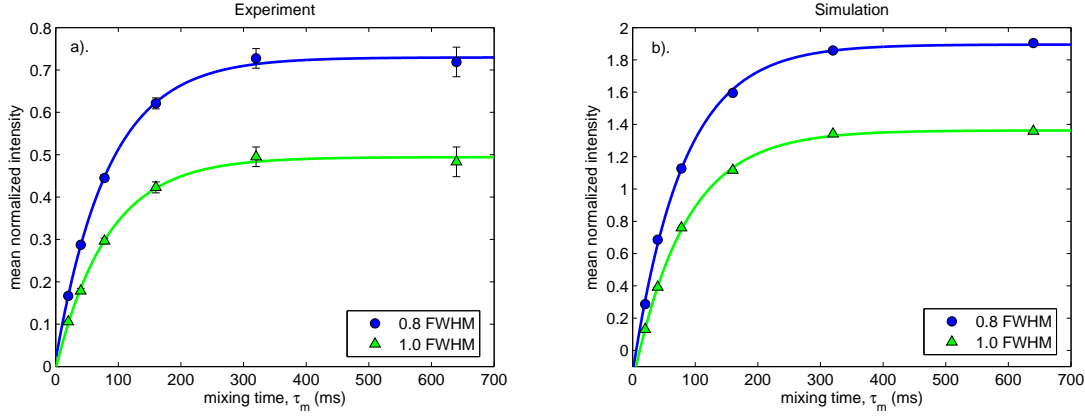 Experiment
a).
mean normalized intensity
0.8
0.7
0.6
0.5
0.4
0.3
0.2
0.1
0
0 100 200 300 400 500 600 700
mixing time, τm (ms)
0.8 FWHM
1.0 FWHM
Simulation
b).
mean normalized intensity
2
1.8
1.6
1.4
1.2
1
0.8
0.6
0.4
0.2
0
0 100 200 300 400 500 600 700
mixing time, τm (ms)
0.8 FWHM
1.0 FWHM